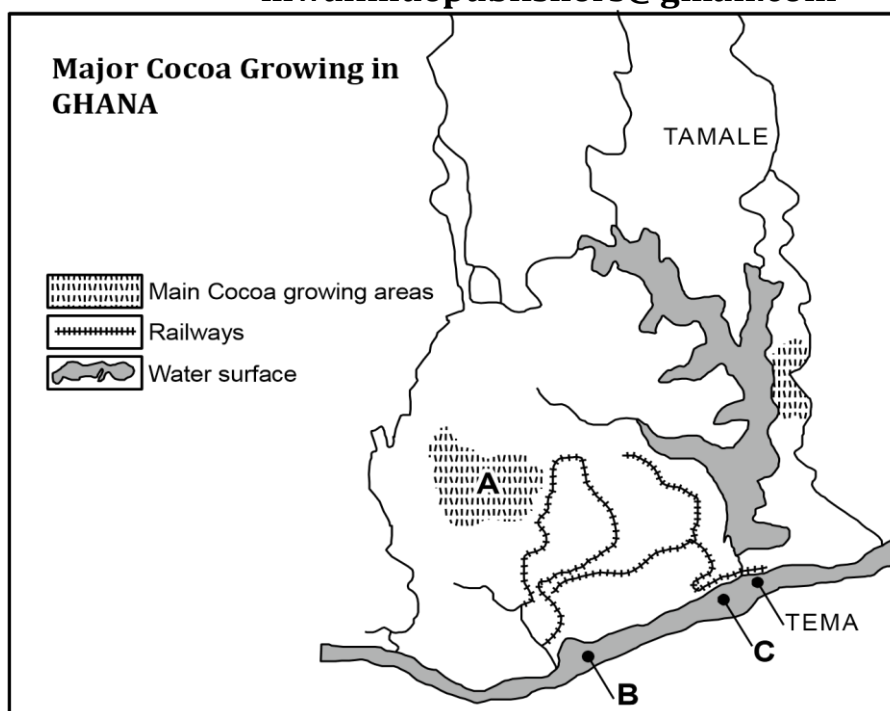 Major Cocoa Growing in
GHANA
TAMALE
Main Cocoa growing areas
Railways
Water surface
A
TEMA
C
B